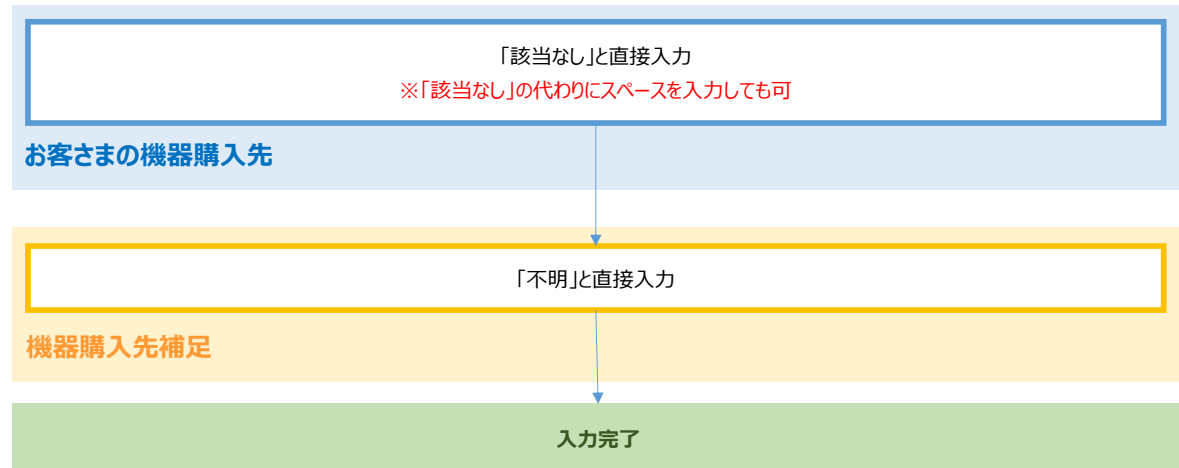 「該当なし」と直接入力
※「該当なし」の代わりにスペースを入力しても可
お客さまの機器購入先
「不明」と直接入力
機器購入先補足
入力完了